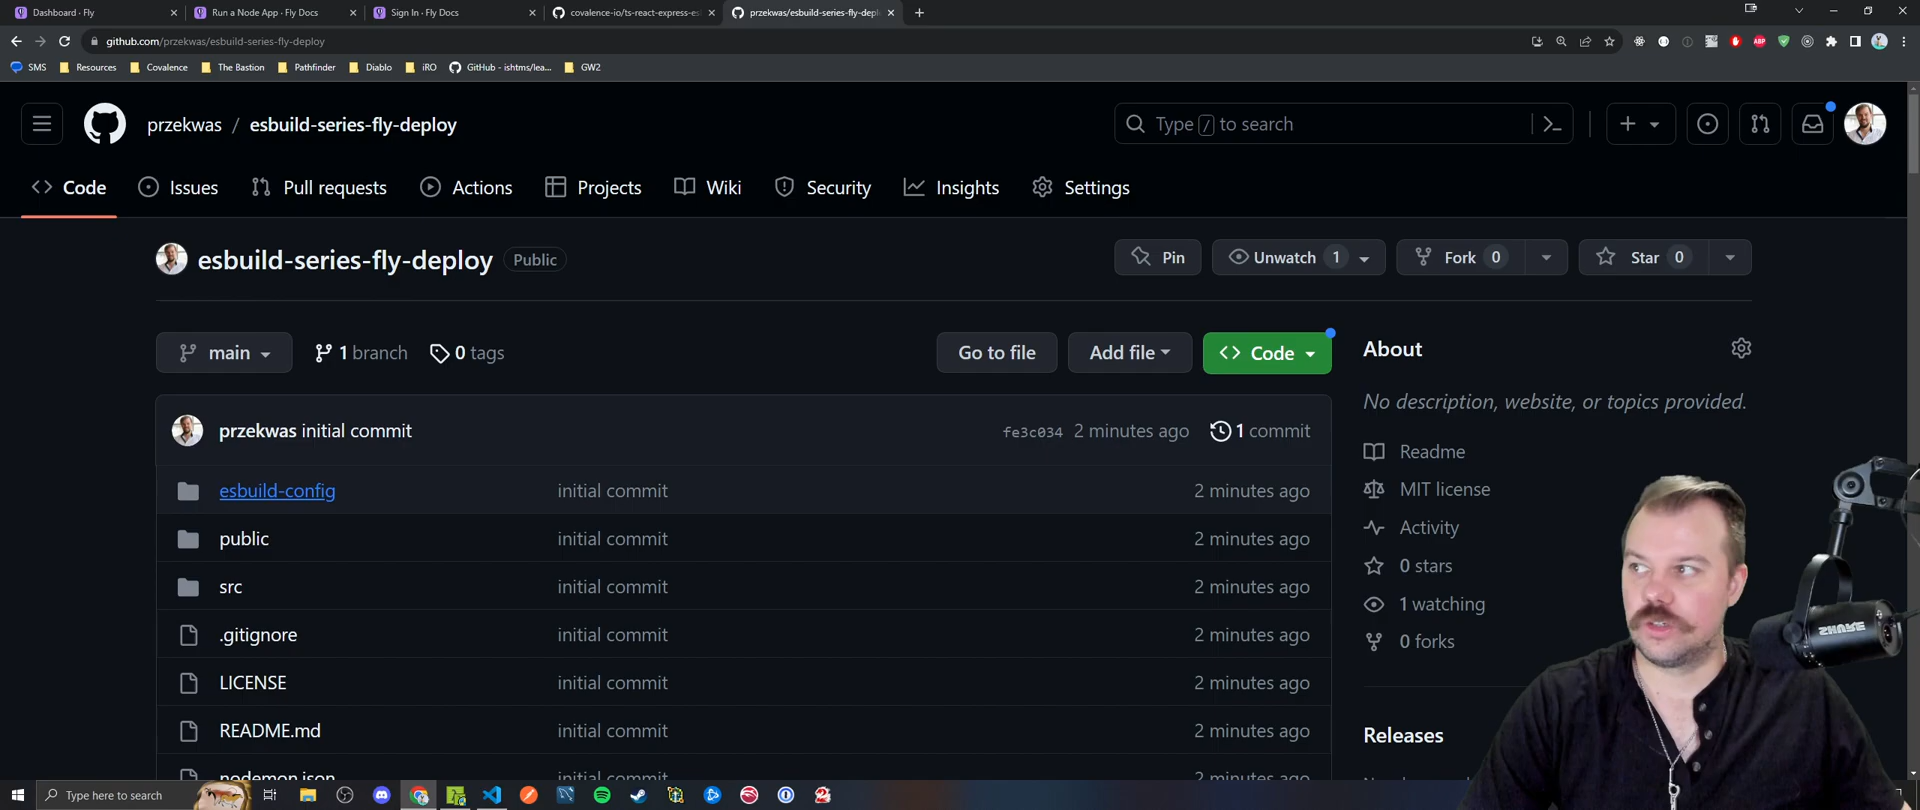 Dashboard · Fly
Run a Node App · Fly Docs
Sign In · Fly Docs
covalence-io/ts-react-express-es
przekwas/esbuild-series-fly-depl
github.com/przekwas/esbuild-series-fly-deploy
SMS
Resources
Covalence
The Bastion
Pathfinder
Diablo
iRO
GitHub - ishtms/lea...
GW2
przekwas / esbuild-series-fly-deploy
Type / to search
Code
Issues
Pull requests
Actions
Projects
Wiki
Security
Insights
Settings
esbuild-series-fly-deploy Public
Pin
Unwatch 1
Fork 0
Star 0
main
1 branch
0 tags
Go to file
Add file
Code
About
No description, website, or topics provided.
przekwas initial commit
fe3c034 2 minutes ago
1 commit
Readme
MIT license
Activity
0 stars
1 watching
0 forks
esbuild-config initial commit 2 minutes ago
public initial commit 2 minutes ago
src initial commit 2 minutes ago
.gitignore initial commit 2 minutes ago
LICENSE initial commit 2 minutes ago
README.md initial commit 2 minutes ago
nodemon.json initial commit 2 minutes ago
Releases
SHURE
Type here to search